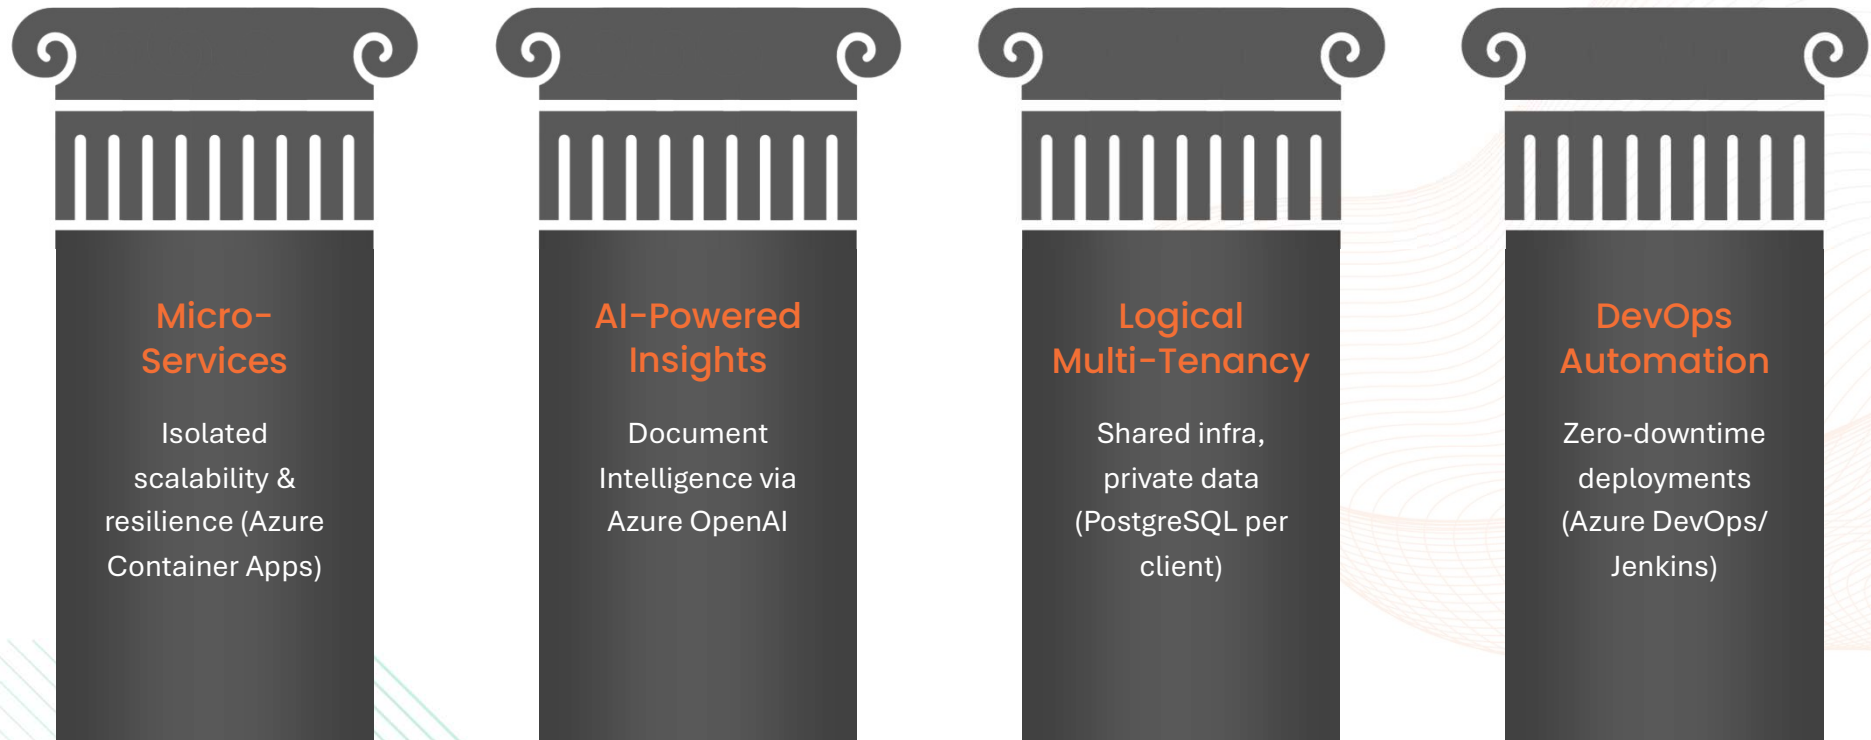 Micro-
Services
Isolated
scalability &
resilience (Azure
Container Apps)
AI-Powered
Insights
Document
Intelligence via
Azure OpenAI
Logical
Multi-Tenancy
Shared infra,
private data
(PostgreSQL per
client)
DevOps
Automation
Zero-downtime
deployments
(Azure DevOps/
Jenkins)